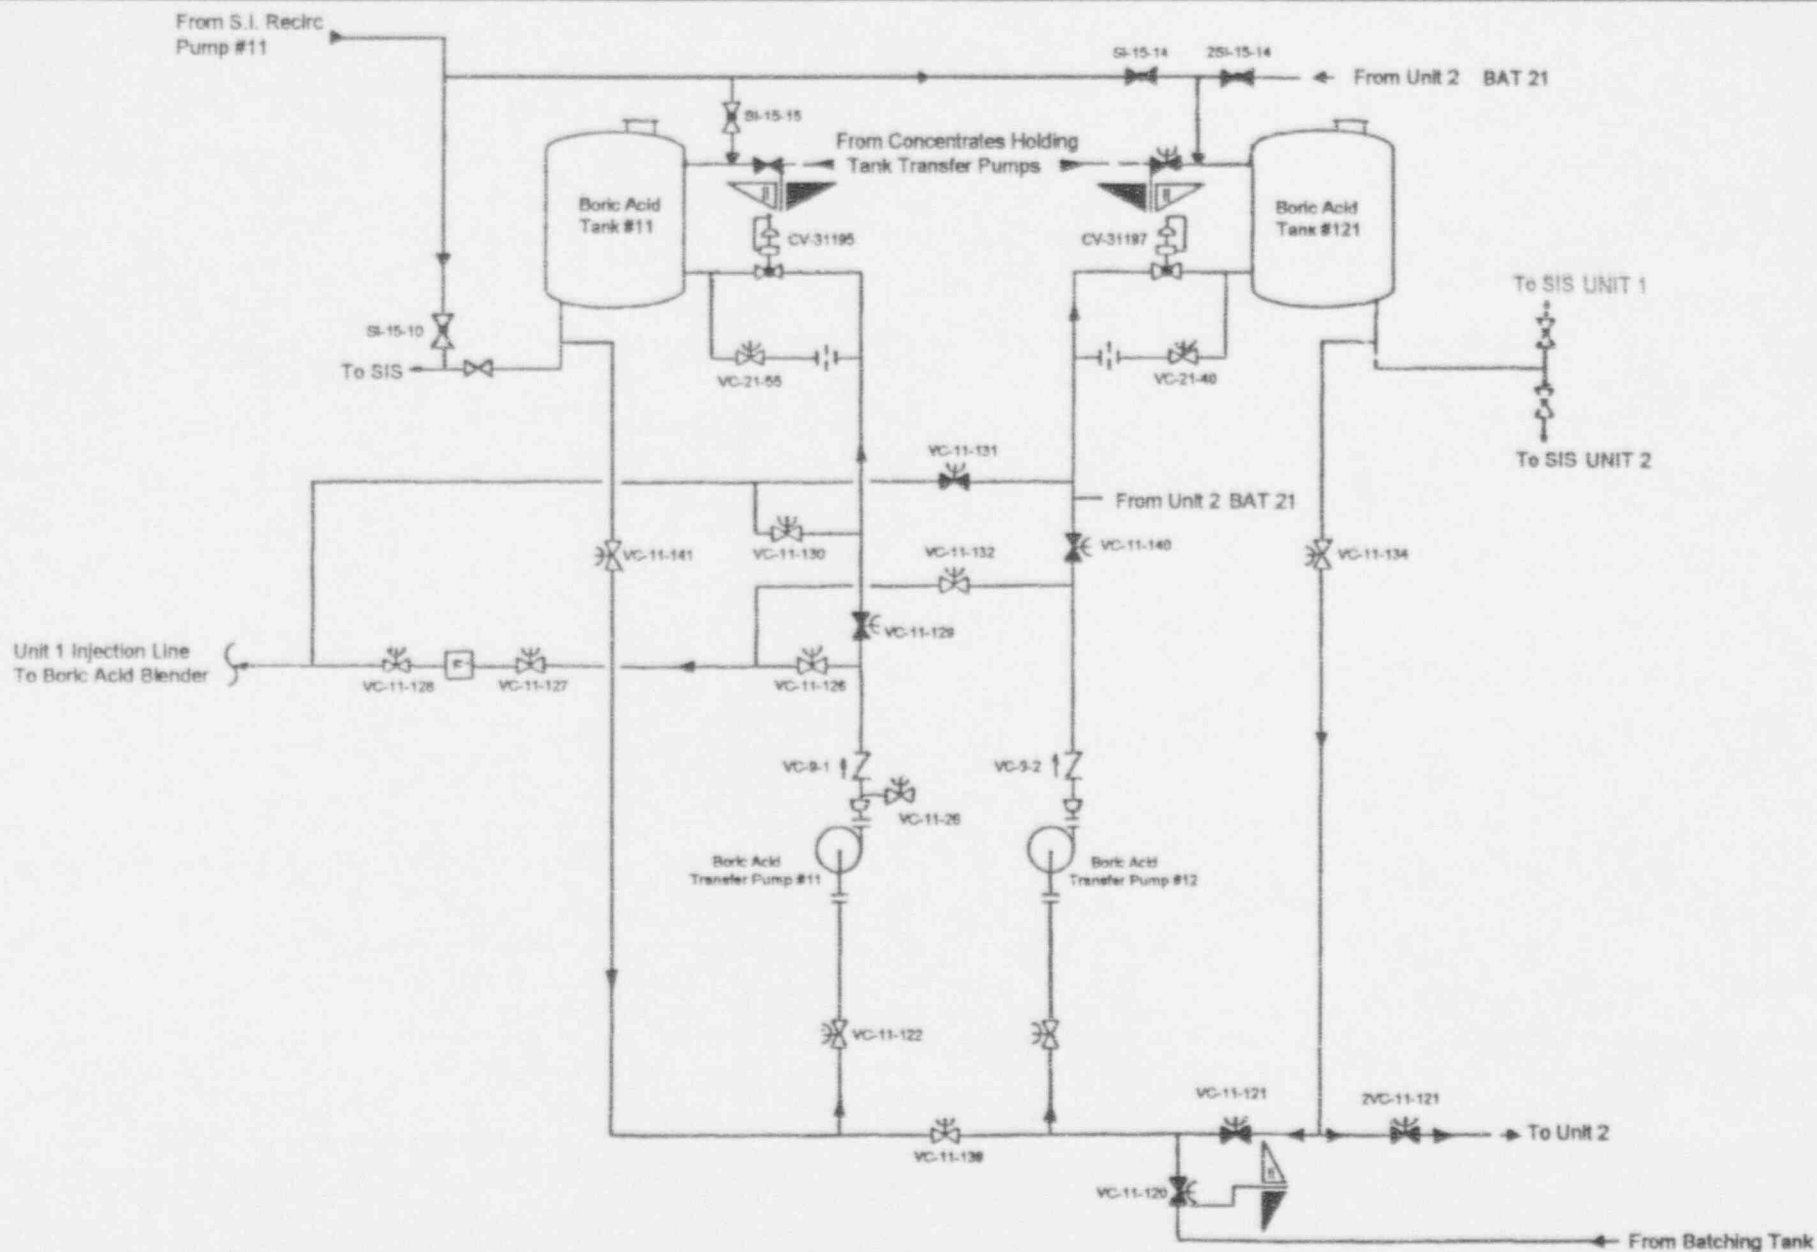 From S.I. Recirc
Pump #11
SI-15-14
2SI-15-14
From Unit 2 BAT 21
SI-15-15
From Concentrates Holding
Tank Transfer Pumps
Boric Acid
Tank #11
Boric Acid
Tank #121
CV-31195
CV-31197
To SIS UNIT 1
SI-15-10
To SIS
VC-21-55
VC-21-40
To SIS UNIT 2
VC-11-131
From Unit 2 BAT 21
VC-11-141
VC-11-130
VC-11-132
VC-11-140
VC-11-134
VC-11-129
Unit 1 Injection Line
To Boric Acid Blender
F
VC-11-128
VC-11-127
VC-11-126
VC-9-1
VC-9-2
VC-11-26
Boric Acid
Transfer Pump #11
Boric Acid
Transfer Pump #12
VC-11-122
VC-11-121
2VC-11-121
To Unit 2
VC-11-138
VC-11-120
From Batching Tank